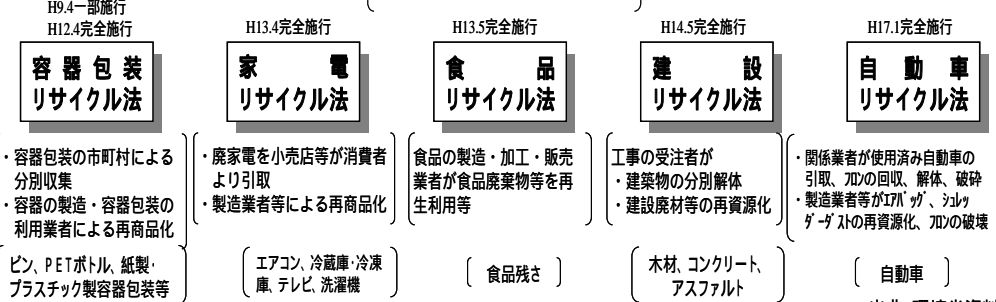 H9.4一部施行
H12.4完全施行
容器包装
リサイクル法
・容器包装の市町村による
分別収集
・容器の製造・容器包装の
利用業者による再商品化
ビン、PETボトル、紙製・
プラスチック製容器包装等
H13.4完全施行
家電
リサイクル法
・廃家電を小売店等が消費者
より引取
・製造業者等による再商品化
エアコン、冷蔵庫・冷凍
庫、テレビ、洗濯機
H13.5完全施行
食品
リサイクル法
食品の製造・加工・販売
業者が食品廃棄物等を再
生利用等
食品残さ
H14.5完全施行
建設
リサイクル法
工事の受注者が
・建築物の分別解体
・建設廃材等の再資源化
木材、コンクリート、
アスファルト
H17.1完全施行
自動車
リサイクル法
・関係業者が使用済み自動車の
引取、フロンの回収、解体、破砕
・製造業者等がエアバッグ、シュレッ
ダーダストの再資源化、フロンの破壊
自動車